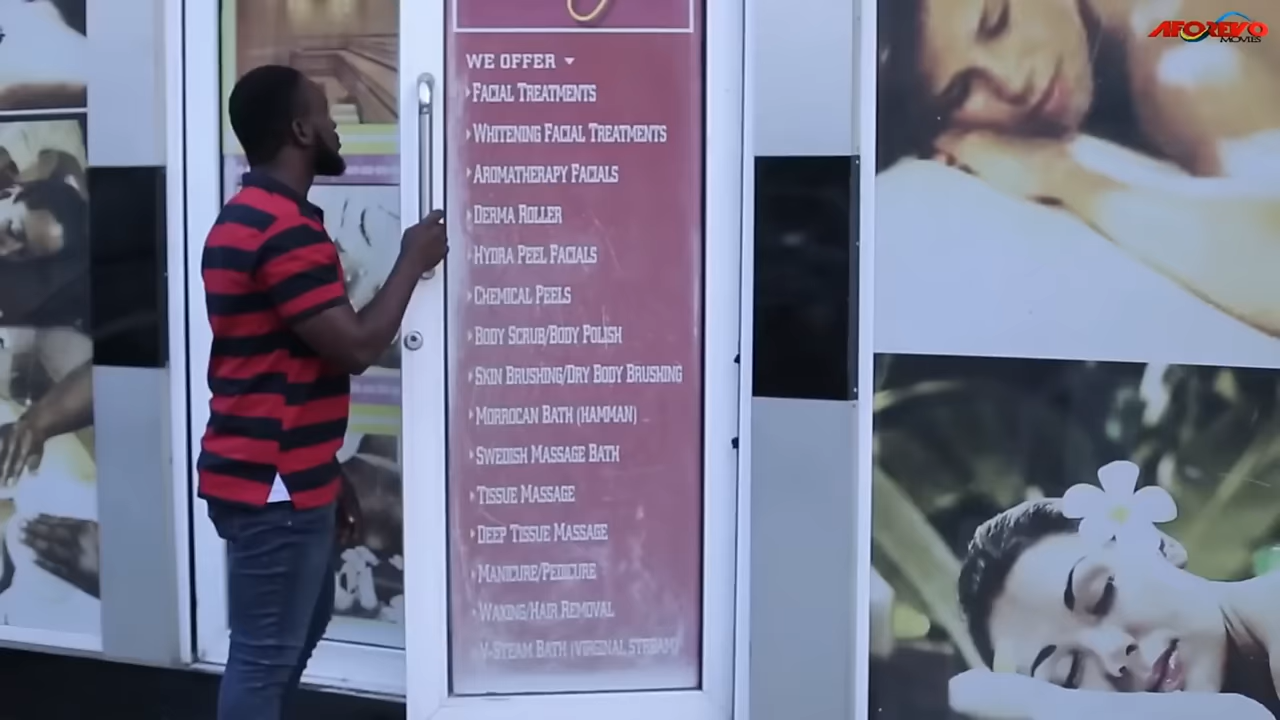 AFOREVO
MOVIES
WE OFFER
FACIAL TREATMENTS
WHITENING FACIAL TREATMENTS
AROMATHERAPY FACIALS
DERMA ROLLER
HYDRA PEEL FACIALS
CHEMICAL PEELS
BODY SCRUB/BODY POLISH
SKIN BRUSHING/DRY BODY BRUSHING
MORROCAN BATH (HAMMAN)
SWEDISH MASSAGE BATH
TISSUE MASSAGE
DEEP TISSUE MASSAGE
MANICURE/PEDICURE
WAXING/HAIR REMOVAL
V-STEAM BATH (VIRGINAL STREAM)